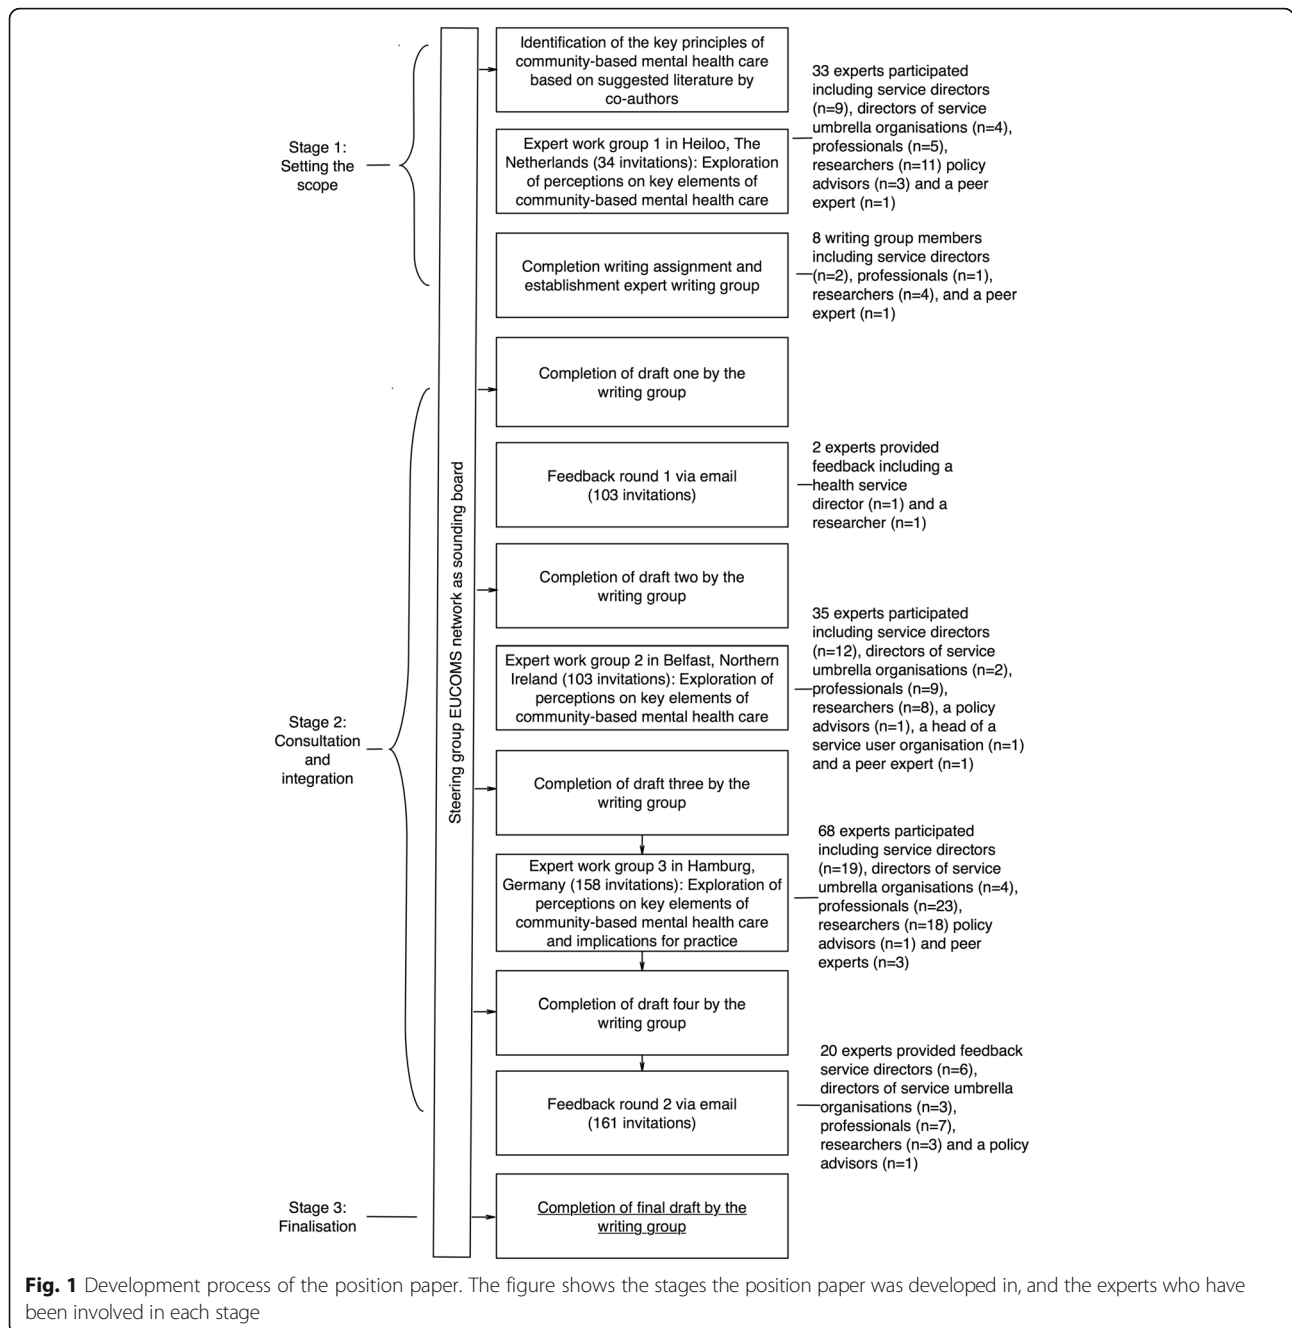 Identification of the key principles of
community-based mental health care
based on suggested literature by
co-authors
33 experts participated
including service directors
(n=9), directors of service
umbrella organisations (n=4),
professionals (n=5),
researchers (n=11) policy
advisors (n=3) and a peer
expert (n=1)
Stage 1:
Setting the
scope
Expert work group 1 in Heiloo, The
Netherlands (34 invitations): Exploration
of perceptions on key elements of
community-based mental health care
8 writing group members
including service directors
(n=2), professionals (n=1),
researchers (n=4), and a peer
expert (n=1)
Completion writing assignment and
establishment expert writing group
Steering group EUCOMS network as sounding board
Completion of draft one by the
writing group
Feedback round 1 via email
(103 invitations)
2 experts provided
feedback including a
health service
director (n=1) and a
researcher (n=1)
Completion of draft two by the
writing group
35 experts participated
including service directors
(n=12), directors of service
umbrella organisations (n=2),
professionals (n=9),
researchers (n=8), a policy
advisors (n=1), a head of a
service user organisation (n=1)
and a peer expert (n=1)
Expert work group 2 in Belfast, Northern
Ireland (103 invitations): Exploration of
perceptions on key elements of
community-based mental health care
Stage 2:
Consultation
and
integration
Completion of draft three by the
writing group
68 experts participated
including service directors
(n=19), directors of service
umbrella organisations (n=4),
professionals (n=23),
researchers (n=18) policy
advisors (n=1) and peer
experts (n=3)
Expert work group 3 in Hamburg,
Germany (158 invitations): Exploration of
perceptions on key elements of
community-based mental health care
and implications for practice
Completion of draft four by the
writing group
20 experts provided feedback
service directors (n=6),
directors of service umbrella
organisations (n=3),
professionals (n=7),
researchers (n=3) and a policy
advisors (n=1)
Feedback round 2 via email
(161 invitations)
Stage 3:
Finalisation
Completion of final draft by the
writing group
Fig. 1 Development process of the position paper. The figure shows the stages the position paper was developed in, and the experts who have
been involved in each stage